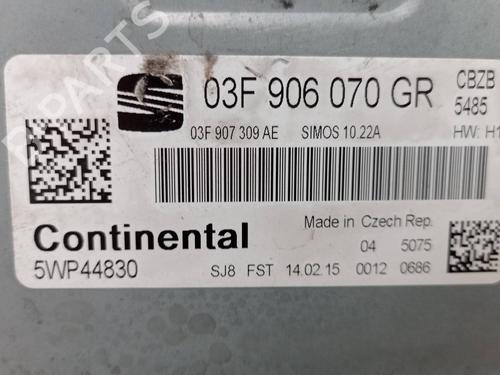 03F 906 070 GR CBZB
5485
03F 907 309 AE SIMOS 10.22A HW: H1
Continental
Made in Czech Rep.
04 5075
5WP44830 SJ8 FST 14.02.15 0012 0686